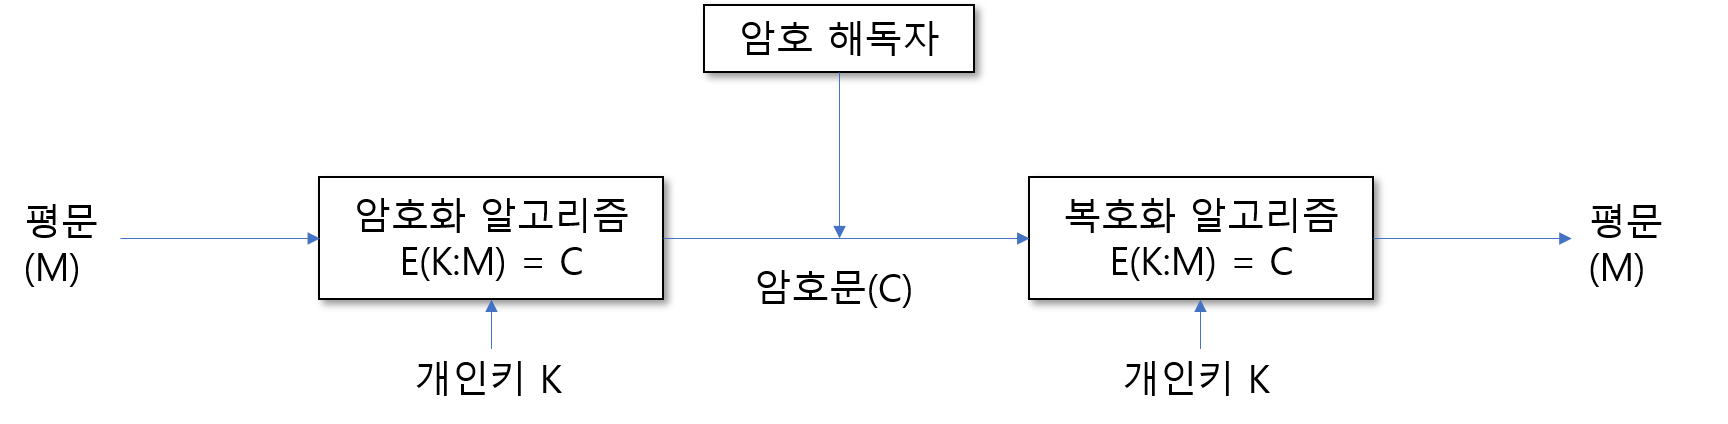 암호 해독자
평문
(M)
암호화 알고리즘
E(K:M) = C
암호문(C)
복호화 알고리즘
E(K:M) = C
평문
(M)
개인키 K
개인키 K